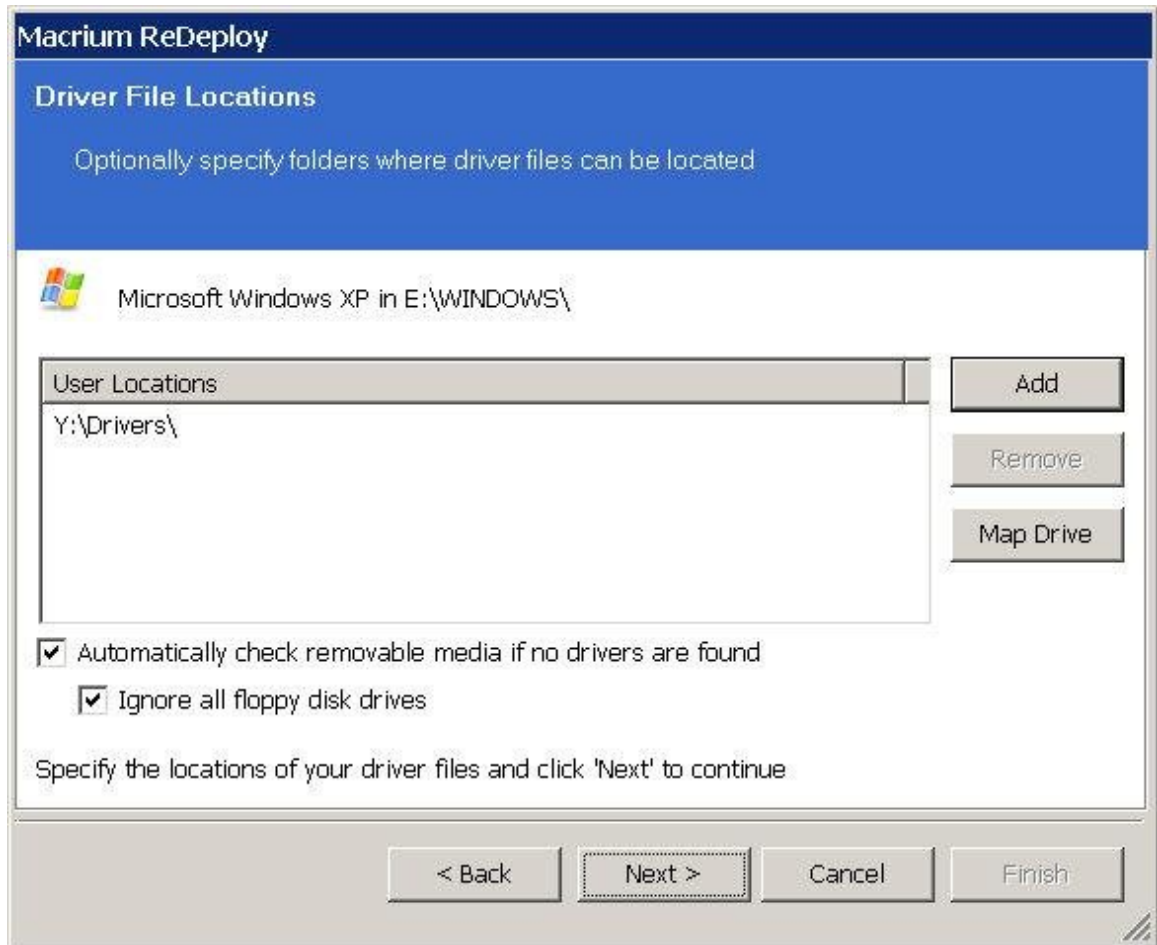 Macrium ReDeploy
Driver File Locations
Optionally specify folders where driver files can be located
Microsoft Windows XP in E:\WINDOWS\
User Locations
Add
Y:\Drivers\
Remove
Map Drive
Automatically check removable media if no drivers are found
Ignore all floppy disk drives
Specify the locations of your driver files and click 'Next' to continue
< Back Next > Cancel Finish